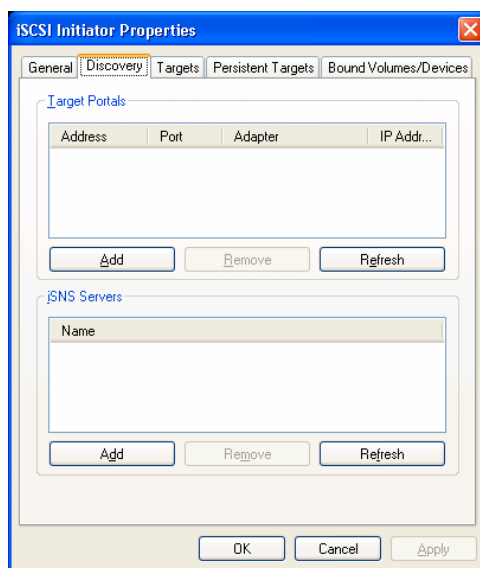 iSCSI Initiator Properties
General Discovery Targets Persistent Targets Bound Volumes/Devices
Target Portals
Address Port Adapter IP Addr...
Add Remove Refresh
iSNS Servers
Name
Add Remove Refresh
OK Cancel Apply